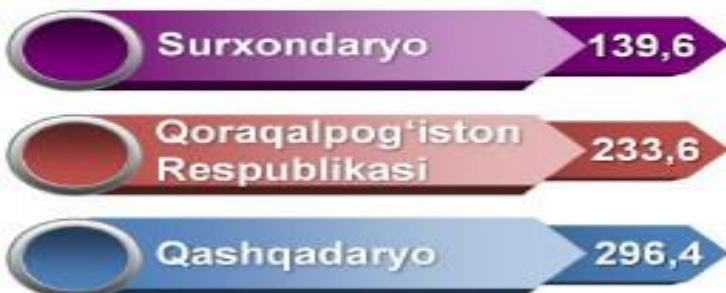 Surxondaryo 139,6
Qoraqalpog‘iston
Respublikasi 233,6
Qashqadaryo 296,4